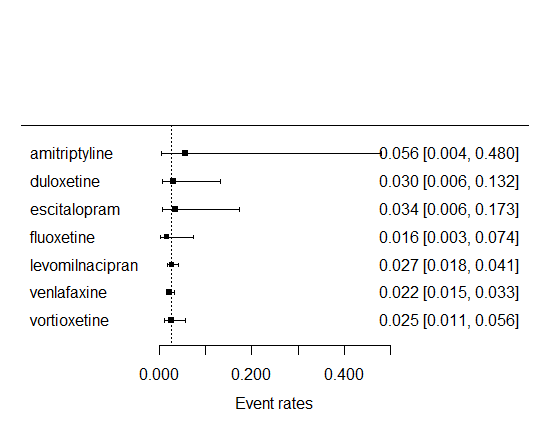 amitriptyline 0.056 [0.004, 0.480]
duloxetine 0.030 [0.006, 0.132]
escitalopram 0.034 [0.006, 0.173]
fluoxetine 0.016 [0.003, 0.074]
levomilnacipran 0.027 [0.018, 0.041]
venlafaxine 0.022 [0.015, 0.033]
vortioxetine 0.025 [0.011, 0.056]
0.000 0.200 0.400
Event rates